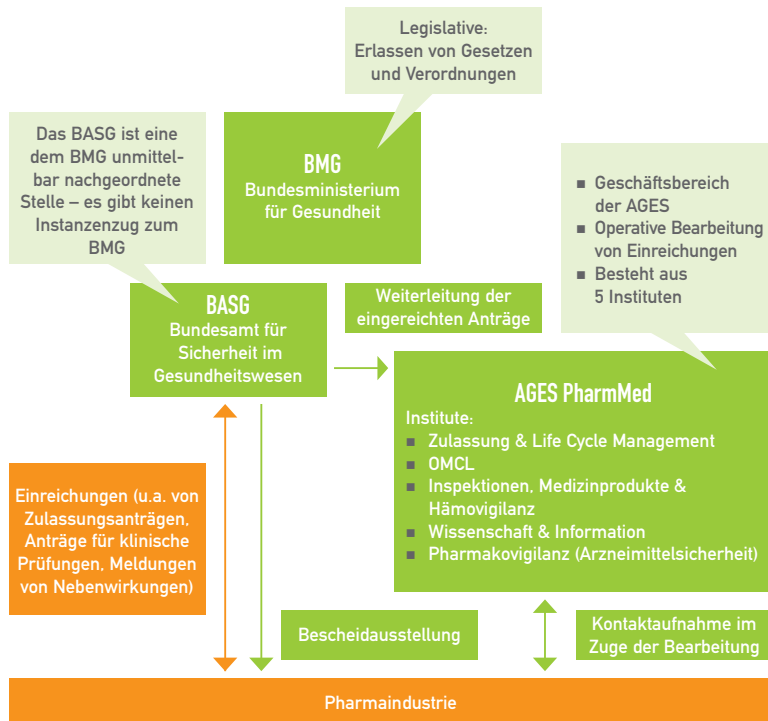 Legislative:
Erlassen von Gesetzen
und Verordnungen
Das BASG ist eine
dem BMG unmittel-
bar nachgeordnete
Stelle – es gibt keinen
Instanzenzug zum
BMG
BMG
Bundesministerium
für Gesundheit
■ Geschäftsbereich
der AGES
■ Operative Bearbeitung
von Einreichungen
■ Besteht aus
5 Instituten
BASG
Bundesamt für
Sicherheit im
Gesundheitswesen
Weiterleitung der
eingereichten Anträge
AGES PharmMed
Institute:
■ Zulassung & Life Cycle Management
■ OMCL
■ Inspektionen, Medizinprodukte &
Hämovigilanz
■ Wissenschaft & Information
■ Pharmakovigilanz (Arzneimittelsicherheit)
Einreichungen (u.a. von
Zulassungsanträgen,
Anträge für klinische
Prüfungen, Meldungen
von Nebenwirkungen)
Bescheidausstellung
Kontaktaufnahme im
Zuge der Bearbeitung
Pharmaindustrie